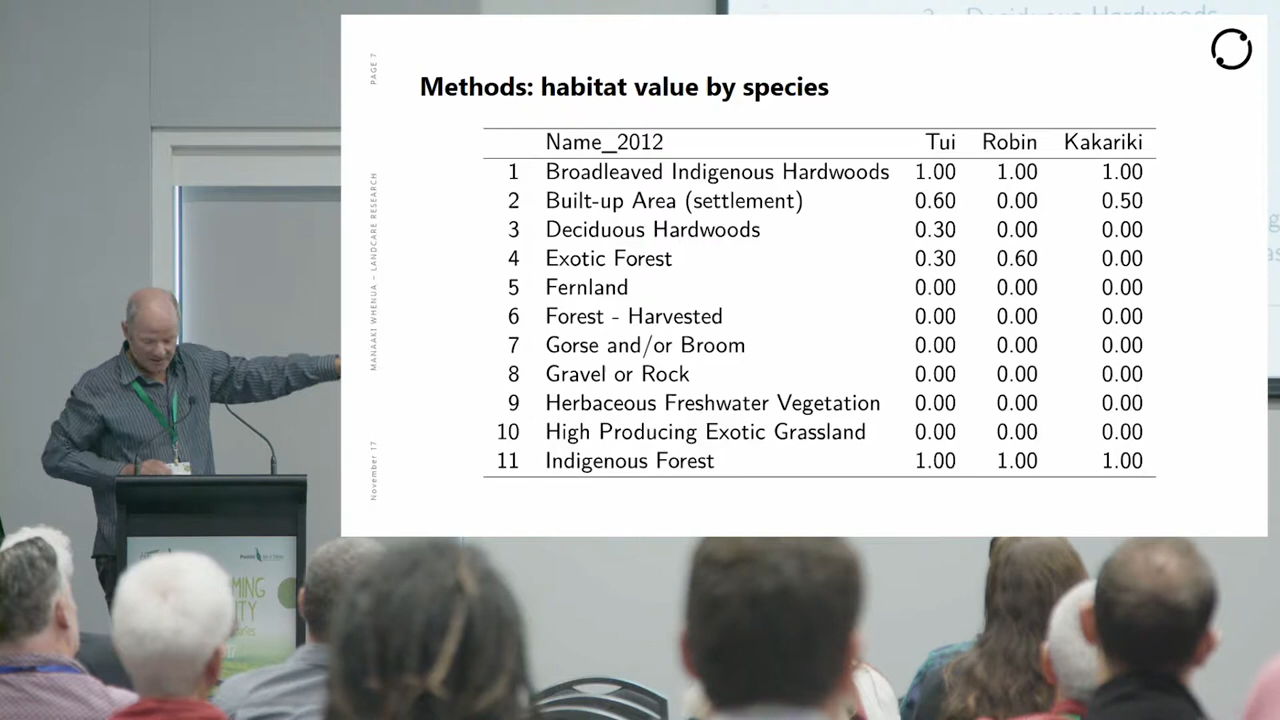 PAGE 7
MANAAKI WHENUA – LANDCARE RESEARCH
November 17
Methods: habitat value by species
Name_2012 Tui Robin Kakariki
1 Broadleaved Indigenous Hardwoods 1.00 1.00 1.00
2 Built-up Area (settlement) 0.60 0.00 0.50
3 Deciduous Hardwoods 0.30 0.00 0.00
4 Exotic Forest 0.30 0.60 0.00
5 Fernland 0.00 0.00 0.00
6 Forest - Harvested 0.00 0.00 0.00
7 Gorse and/or Broom 0.00 0.00 0.00
8 Gravel or Rock 0.00 0.00 0.00
9 Herbaceous Freshwater Vegetation 0.00 0.00 0.00
10 High Producing Exotic Grassland 0.00 0.00 0.00
11 Indigenous Forest 1.00 1.00 1.00
Deciduous Hardwoods
MING
ITY